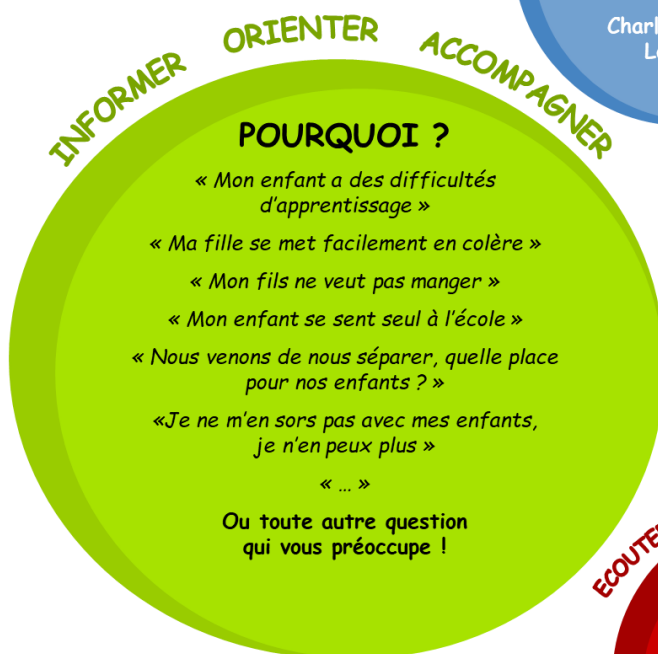 INFORMER ORIENTER ACCOMPAGNER
POURQUOI ?
« Mon enfant a des difficultés
d'apprentissage »
« Ma fille se met facilement en colère »
« Mon fils ne veut pas manger »
« Mon enfant se sent seul à l'école »
« Nous venons de nous séparer, quelle place
pour nos enfants ? »
«Je ne m'en sors pas avec mes enfants,
je n'en peux plus »
« ... »
Ou toute autre question
qui vous préoccupe !